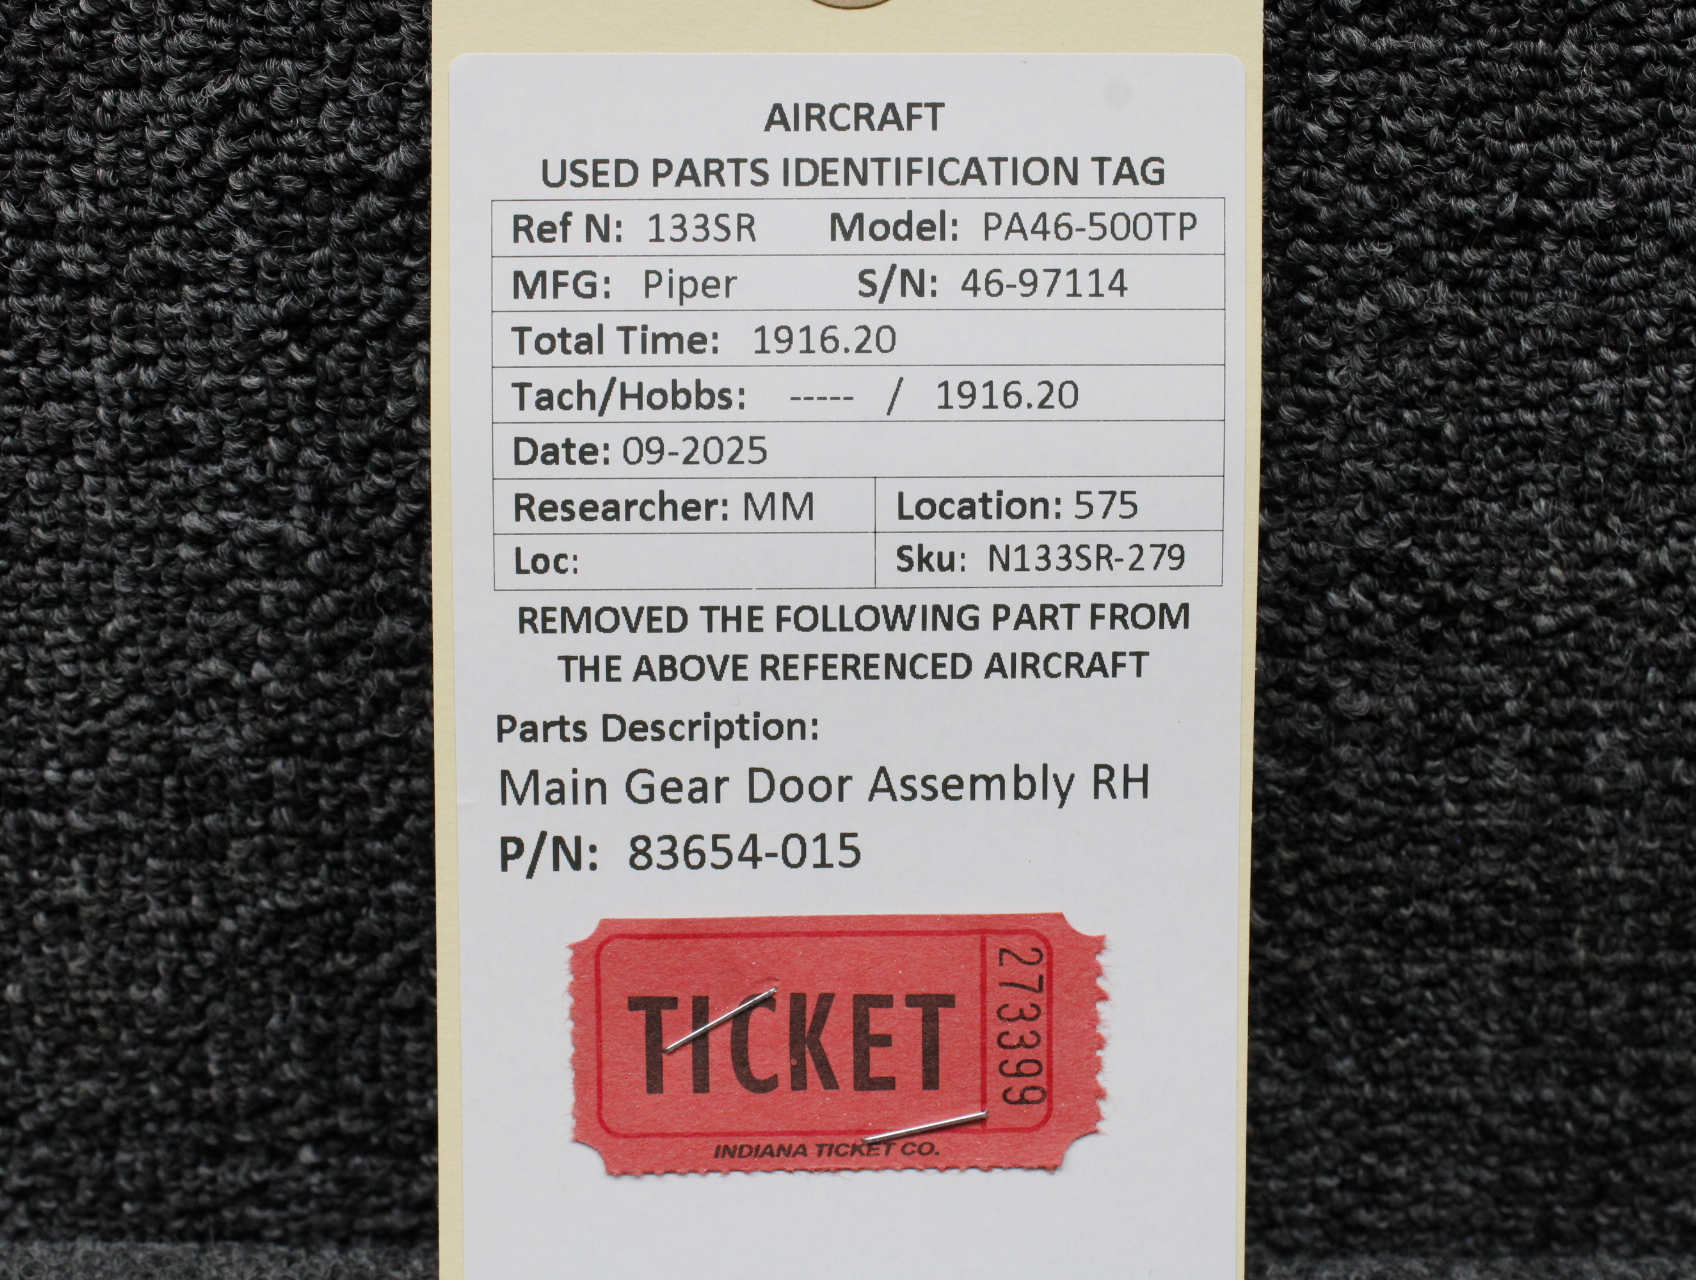 AIRCRAFT
USED PARTS IDENTIFICATION TAG
Ref N: 133SR Model: PA46-500TP
MFG: Piper S/N: 46-97114
Total Time: 1916.20
Tach/Hobbs: ----- / 1916.20
Date: 09-2025
Researcher: MM Location: 575
Loc: Sku: N133SR-279
REMOVED THE FOLLOWING PART FROM
THE ABOVE REFERENCED AIRCRAFT
Parts Description:
Main Gear Door Assembly RH
P/N: 83654-015
TICKET
273399
INDIANA TICKET CO.